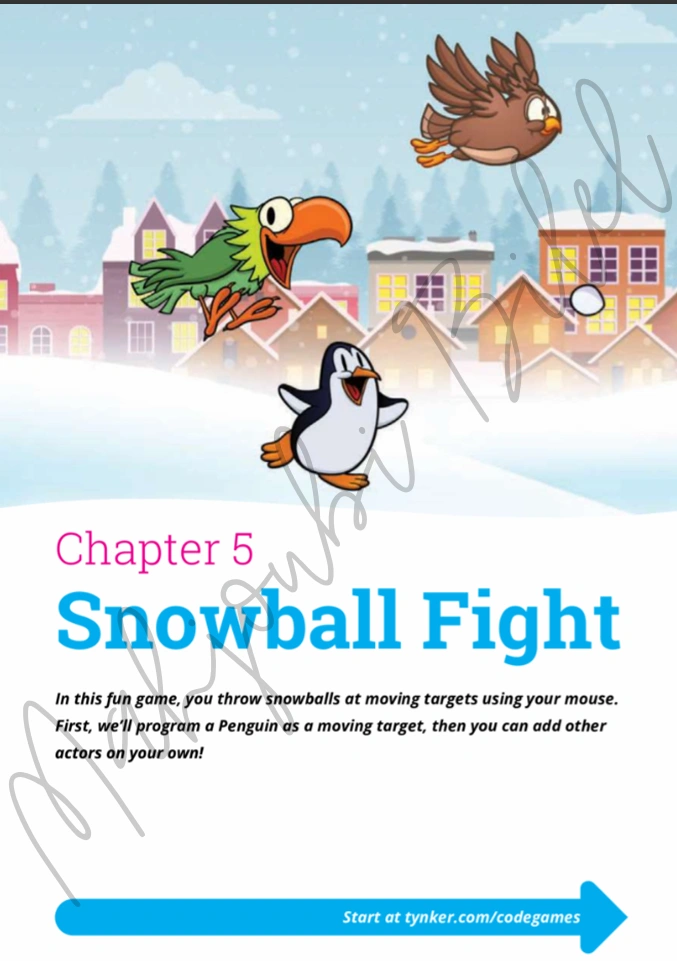 Chapter 5
Snowball Fight
In this fun game, you throw snowballs at moving targets using your mouse.
First, we'll program a Penguin as a moving target, then you can add other
actors on your own!
Start at tynker.com/codegames